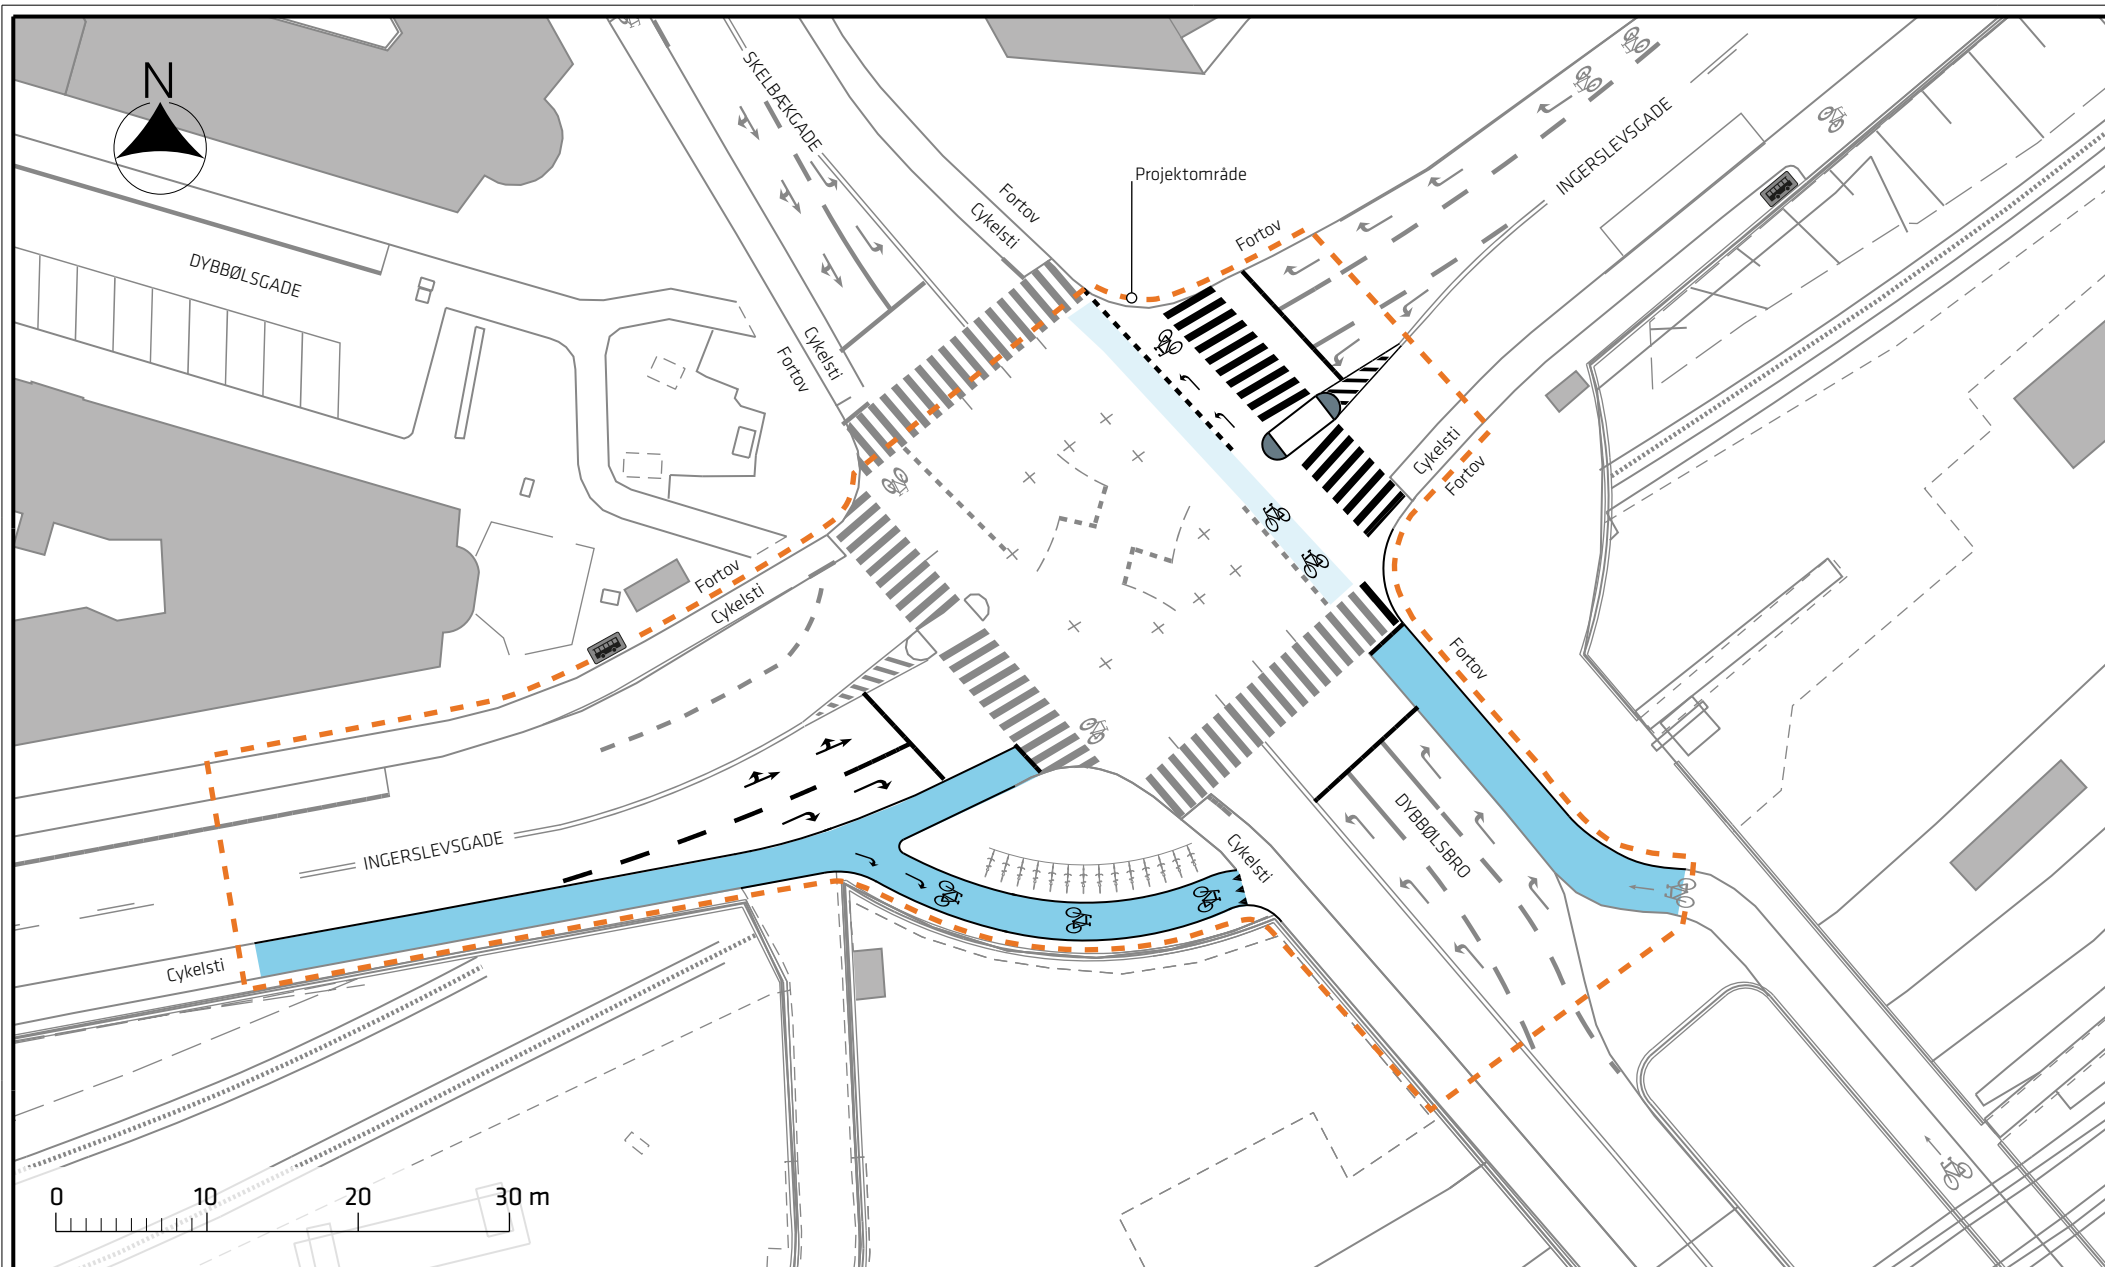 N
SKELBÆKGADE
INGERSLEVSGADE
Projektområde
Fortov
Cykelsti
Fortov
DYBBØLSGADE
Cykelsti
Fortov
Cykelsti
Fortov
Fortov
Cykelsti
Fortov
INGERSLEVSGADE
DYBBØLSBRO
Cykelsti
Cykelsti
0 10 20 30 m